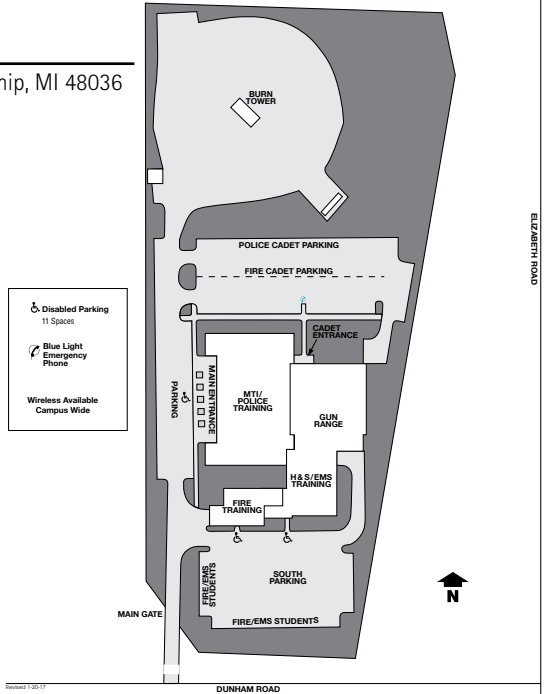 Township, MI 48036
BURN
TOWER
POLICE CADET PARKING
FIRE CADET PARKING
ELIZABETH ROAD
Disabled Parking
11 Spaces
Blue Light
Emergency
Phone
Wireless Available
Campus Wide
CADET
ENTRANCE
PARKING
MAIN ENTRANCE
MTI/
POLICE
TRAINING
GUN
RANGE
H & S/EMS
TRAINING
FIRE
TRAINING
FIRE/EMS
STUDENTS
SOUTH
PARKING
N
MAIN GATE
FIRE/EMS STUDENTS
Revised 1-20-17
DUNHAM ROAD